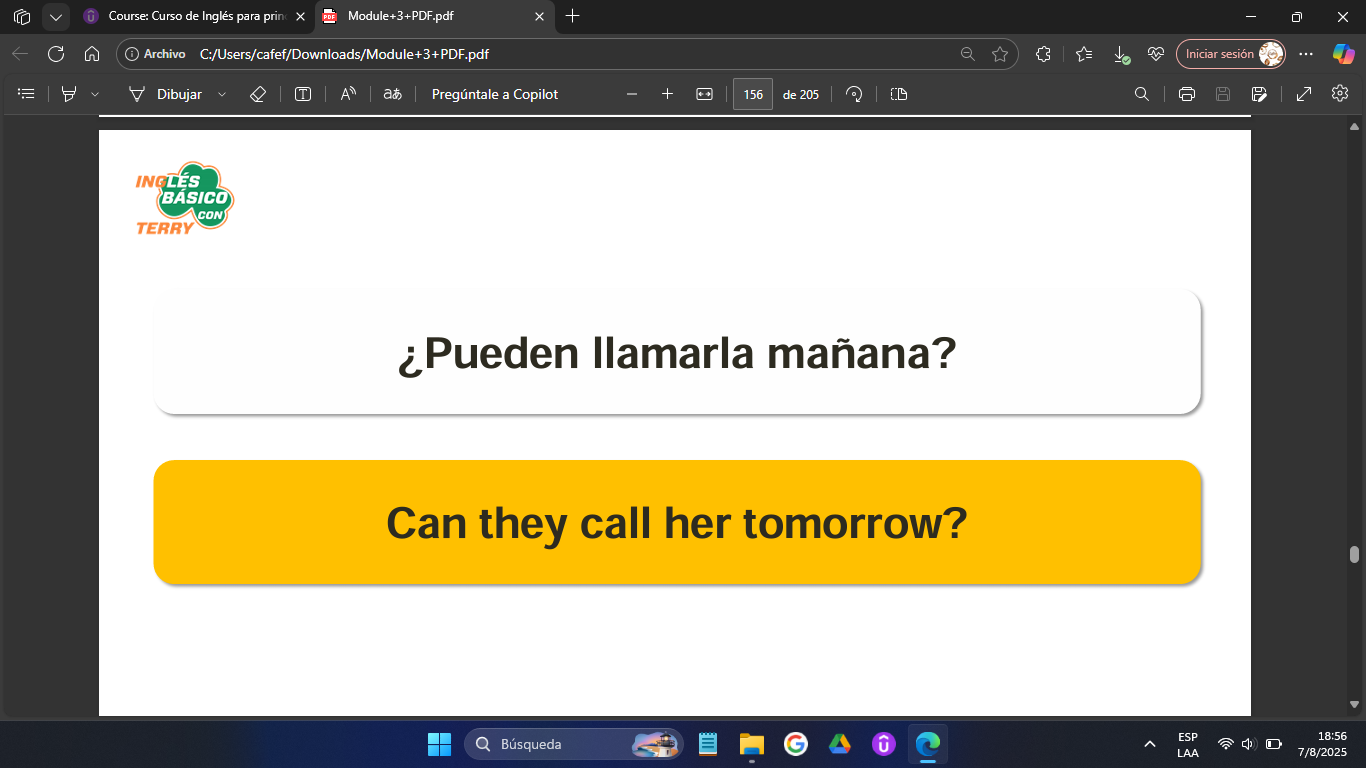 Course: Curso de Inglés para prin
Module+3+PDF.pdf
Archivo
C:/Users/cafef/Downloads/Module+3+PDF.pdf
Iniciar sesión
Dibujar
Pregúntale a Copilot
156
de 205
INGLÉS
BÁSICO
CON
TERRY
¿Pueden llamarla mañana?
Can they call her tomorrow?
Búsqueda
ESP
LAA
18:56
7/8/2025